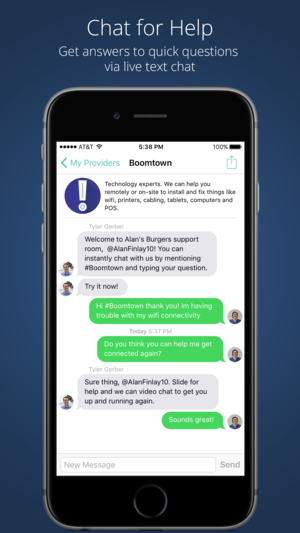 Chat for Help
Get answers to quick questions
via live text chat
AT&T
5:38 PM
100%
My Providers
Boomtown
Technology experts. We can help you
remotely or on-site to install and fix things like
wifi, printers, cabling, tablets, computers and
POS.
Tyler Gerber
Welcome to Alan's Burgers support
room, @AlanFinlay10! You can
instantly chat with us by mentioning
#Boomtown and typing your question.
Try it now!
Hi #Boomtown thank you! Im having
trouble with my wifi connectivity
Today 5:37 PM
Do you think you can help me get
connected again?
Tyler Gerber
Sure thing, @AlanFinlay10. Slide for
help and we can video chat to get you
up and running again.
Sounds great!
New Message
Send